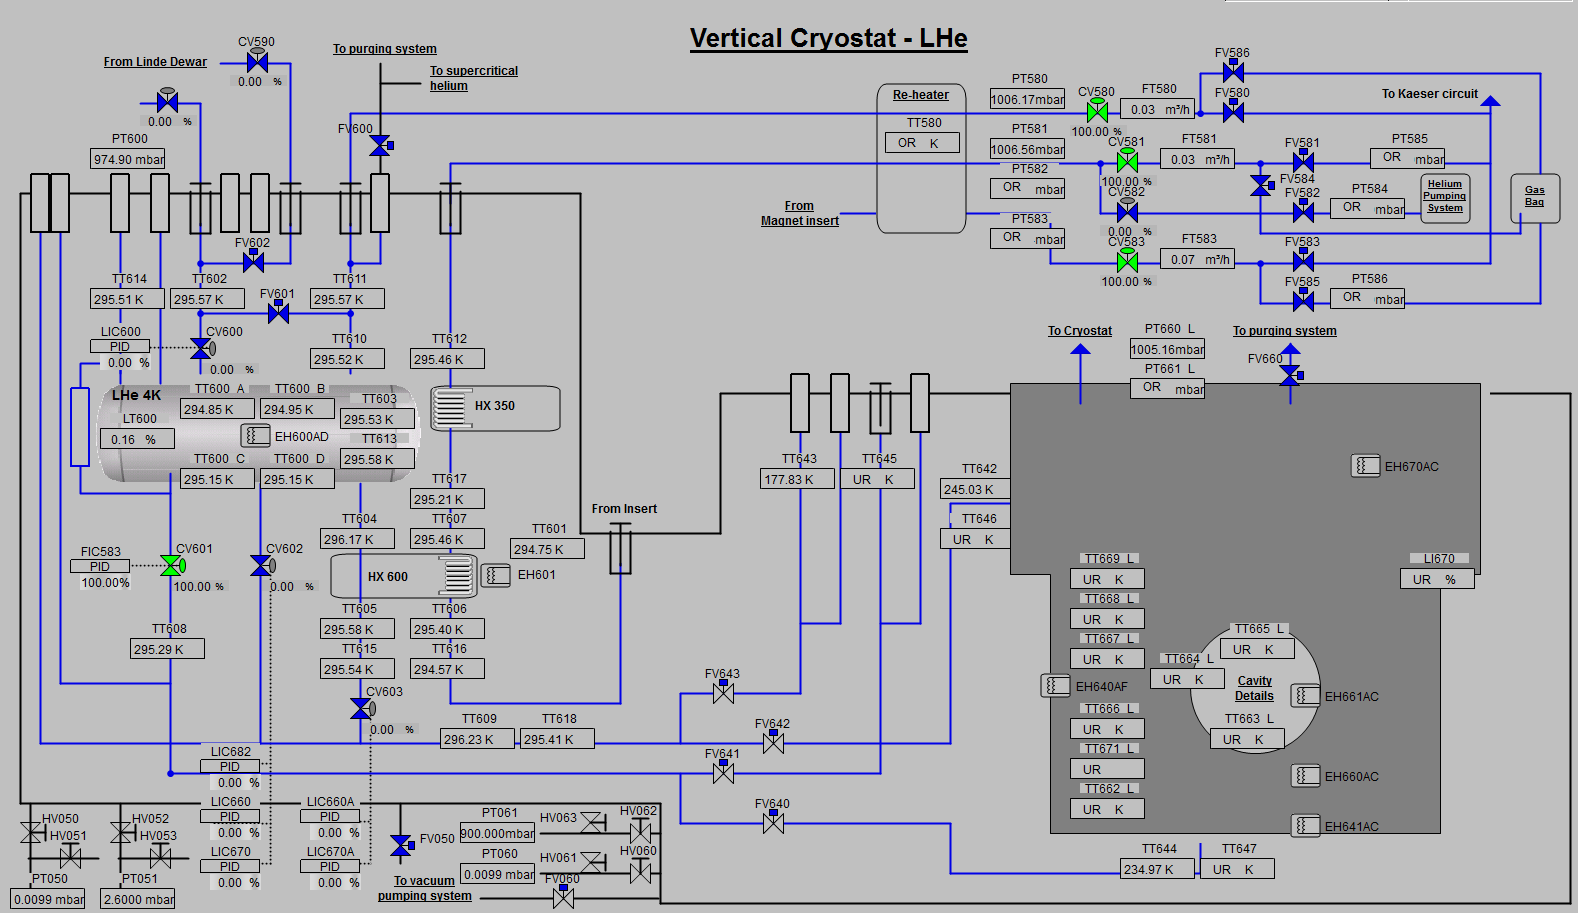 Vertical Cryostat - LHe
CV590
From Linde Dewar
0.00 %
0.00 %
To purging system
To supercritical
helium
FV600
PT600
974.90 mbar
Re-heater
TT580
OR K
PT580
1006.17mbar
CV580
100.00 %
FT580
0.03 m³/h
FV586
FV580
To Kaeser circuit
PT581
1006.56mbar
CV581
100.00 %
FT581
0.03 m³/h
FV581
PT585
OR mbar
PT582
OR mbar
CV582
0.00 %
FV584
FV582
PT584
OR mbar
Helium
Pumping
System
Gas
Bag
From
Magnet insert
PT583
OR mbar
CV583
100.00 %
FT583
0.07 m³/h
FV583
FV585
PT586
OR mbar
FV602
TT614
295.51 K
TT602
295.57 K
FV601
TT611
295.57 K
LIC600
PID
0.00 %
CV600
0.00 %
TT610
295.52 K
TT612
295.46 K
LHe 4K
LT600
0.16 %
TT600 A
294.85 K
TT600 B
294.95 K
TT603
295.53 K
EH600AD
TT613
295.58 K
TT600 C
295.15 K
TT600 D
295.15 K
HX 350
TT617
295.21 K
TT604
296.17 K
TT607
295.46 K
TT601
294.75 K
From Insert
FIC583
PID
100.00%
CV601
100.00 %
CV602
0.00 %
HX 600
EH601
TT605
295.58 K
TT606
295.40 K
TT608
295.29 K
TT615
295.54 K
TT616
294.57 K
CV603
0.00 %
TT609
296.23 K
TT618
295.41 K
TT643
177.83 K
TT645
UR K
TT642
245.03 K
TT646
UR K
FV643
FV642
FV641
FV640
To Cryostat
PT660 L
1005.16mbar
PT661 L
OR mbar
To purging system
FV660
EH670AC
LI670
UR %
TT669 L
UR K
TT668 L
UR K
TT667 L
UR K
EH640AF
TT666 L
UR K
TT671 L
UR
TT662 L
UR K
TT665 L
UR K
TT664 L
UR K
Cavity
Details
EH661AC
TT663 L
UR K
EH660AC
EH641AC
TT644
234.97 K
TT647
UR K
LIC682
PID
0.00 %
LIC660
PID
0.00 %
LIC660A
PID
0.00 %
LIC670
PID
0.00 %
LIC670A
PID
0.00 %
HV050
HV051
HV052
HV053
PT050
0.0099 mbar
PT051
2.6000 mbar
FV050
To vacuum
pumping system
PT061
900.000mbar
HV063
HV062
PT060
0.0099 mbar
HV061
HV060
FV060